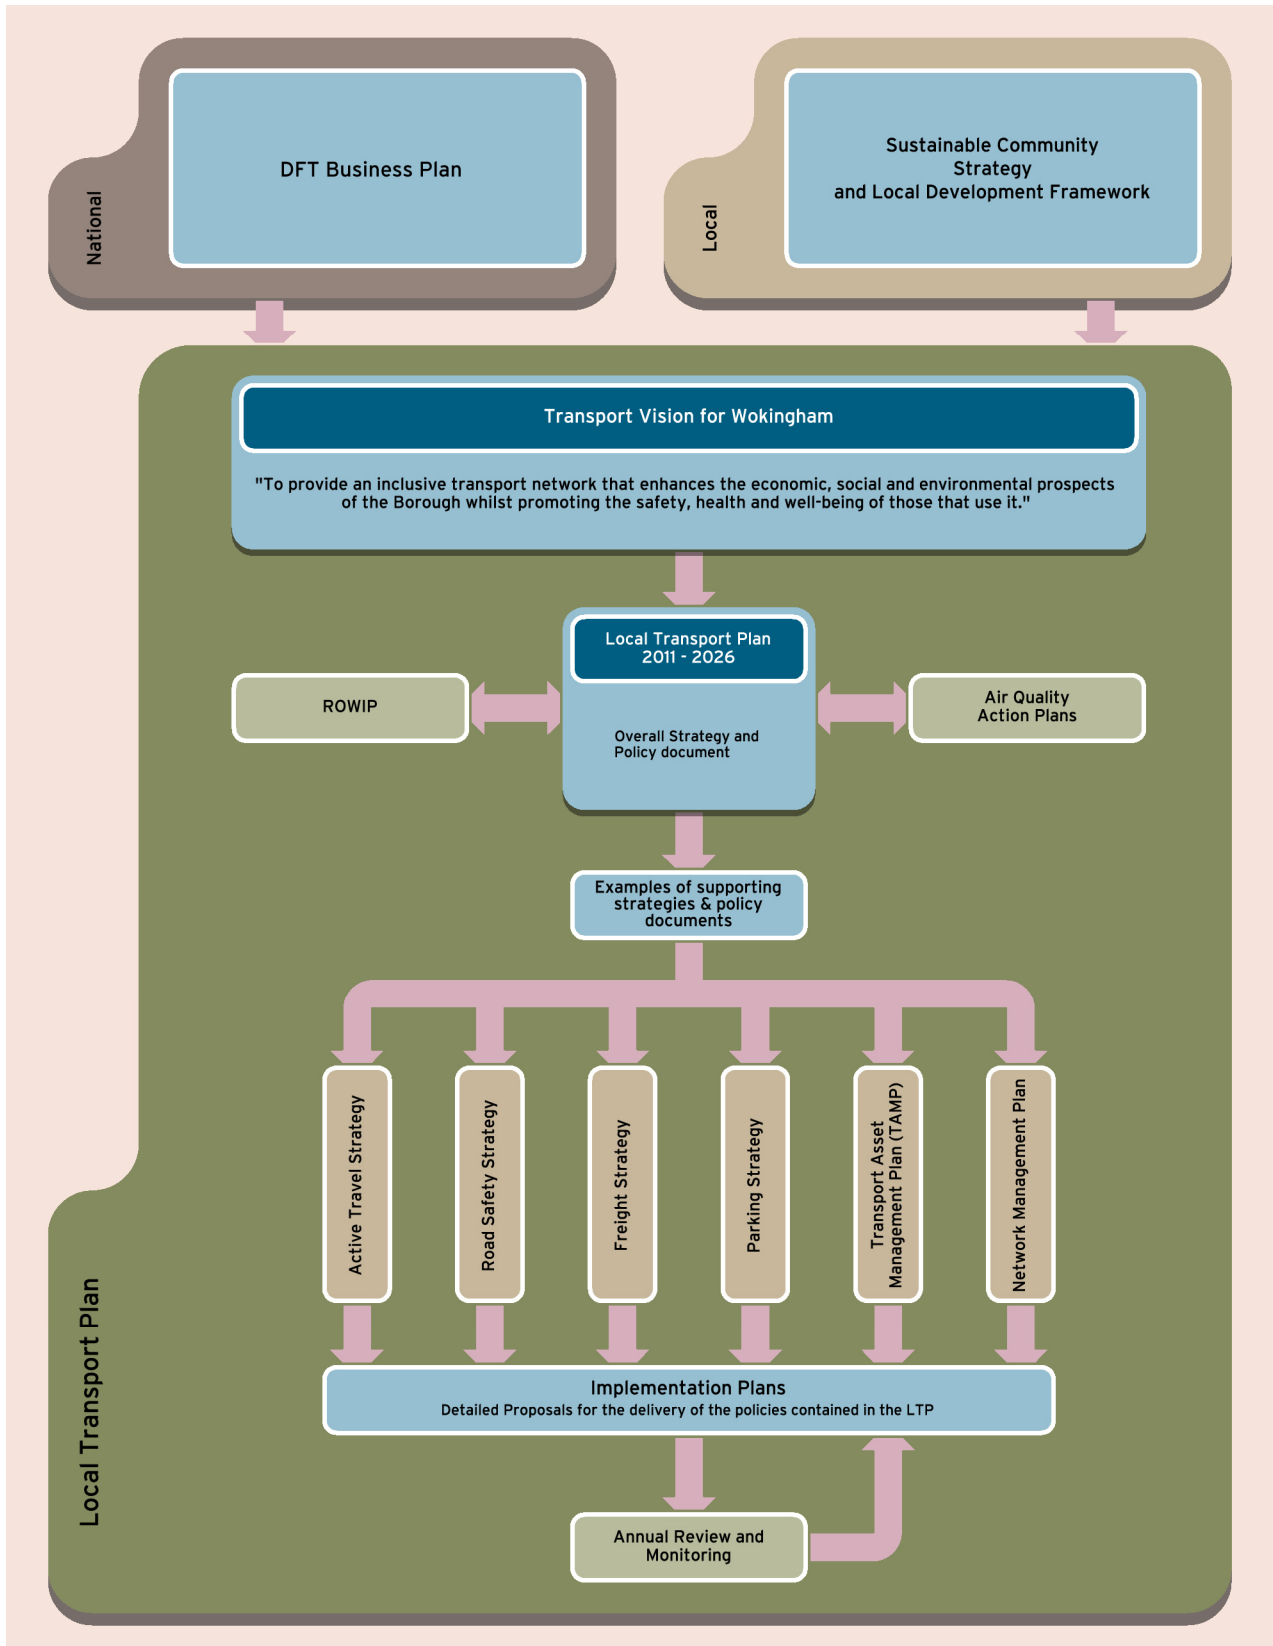 National
DFT Business Plan
Local
Sustainable Community
Strategy
and Local Development Framework
Transport Vision for Wokingham
"To provide an inclusive transport network that enhances the economic, social and environmental prospects
of the Borough whilst promoting the safety, health and well-being of those that use it."
Local Transport Plan
2011 - 2026
Overall Strategy and
Policy document
ROWIP
Air Quality
Action Plans
Examples of supporting
strategies & policy
documents
Active Travel Strategy
Road Safety Strategy
Freight Strategy
Parking Strategy
Transport Asset
Management Plan (TAMP)
Network Management Plan
Implementation Plans
Detailed Proposals for the delivery of the policies contained in the LTP
Annual Review and
Monitoring
Local Transport Plan